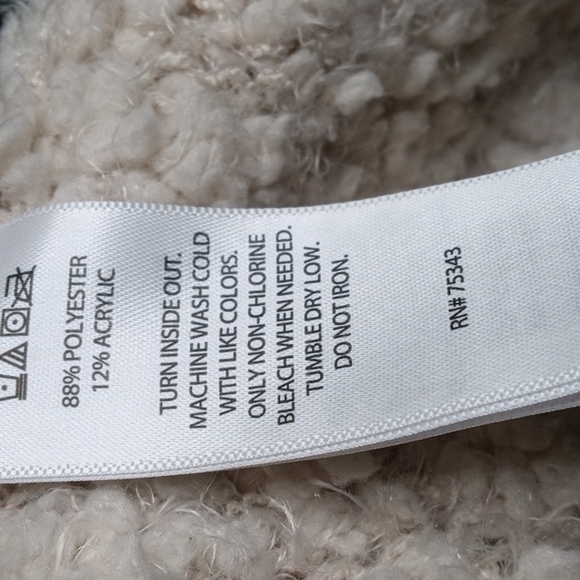 88% POLYESTER
12% ACRYLIC
TURN INSIDE OUT.
MACHINE WASH COLD
WITH LIKE COLORS.
ONLY NON-CHLORINE
BLEACH WHEN NEEDED.
TUMBLE DRY LOW.
DO NOT IRON.
RN# 75343